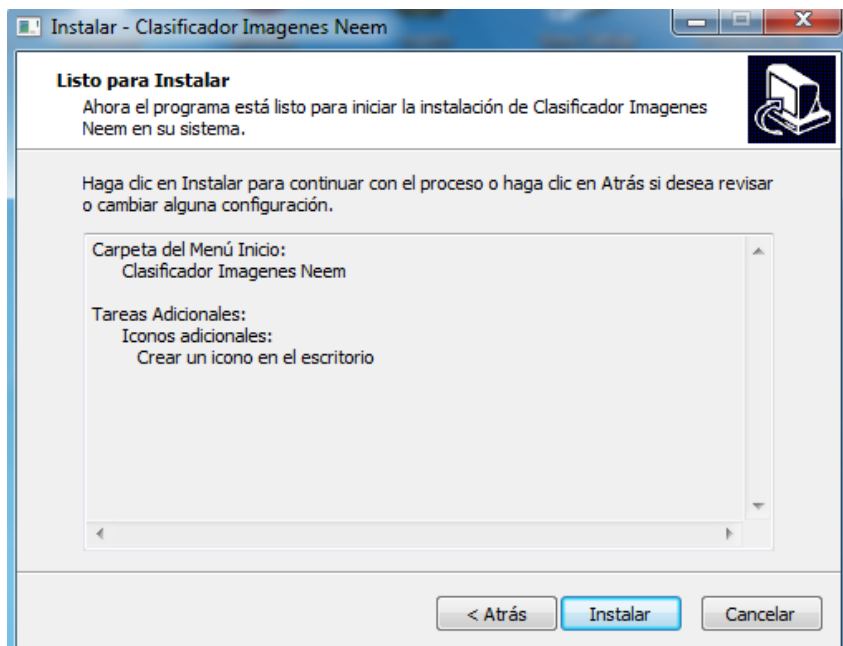 Instalar - Clasificador Imagenes Neem
Listo para Instalar
Ahora el programa está listo para iniciar la instalación de Clasificador Imagenes
Neem en su sistema.
Haga clic en Instalar para continuar con el proceso o haga clic en Atrás si desea revisar
o cambiar alguna configuración.
Carpeta del Menú Inicio:
Clasificador Imagenes Neem
Tareas Adicionales:
Iconos adicionales:
Crear un icono en el escritorio
< Atrás
Instalar
Cancelar